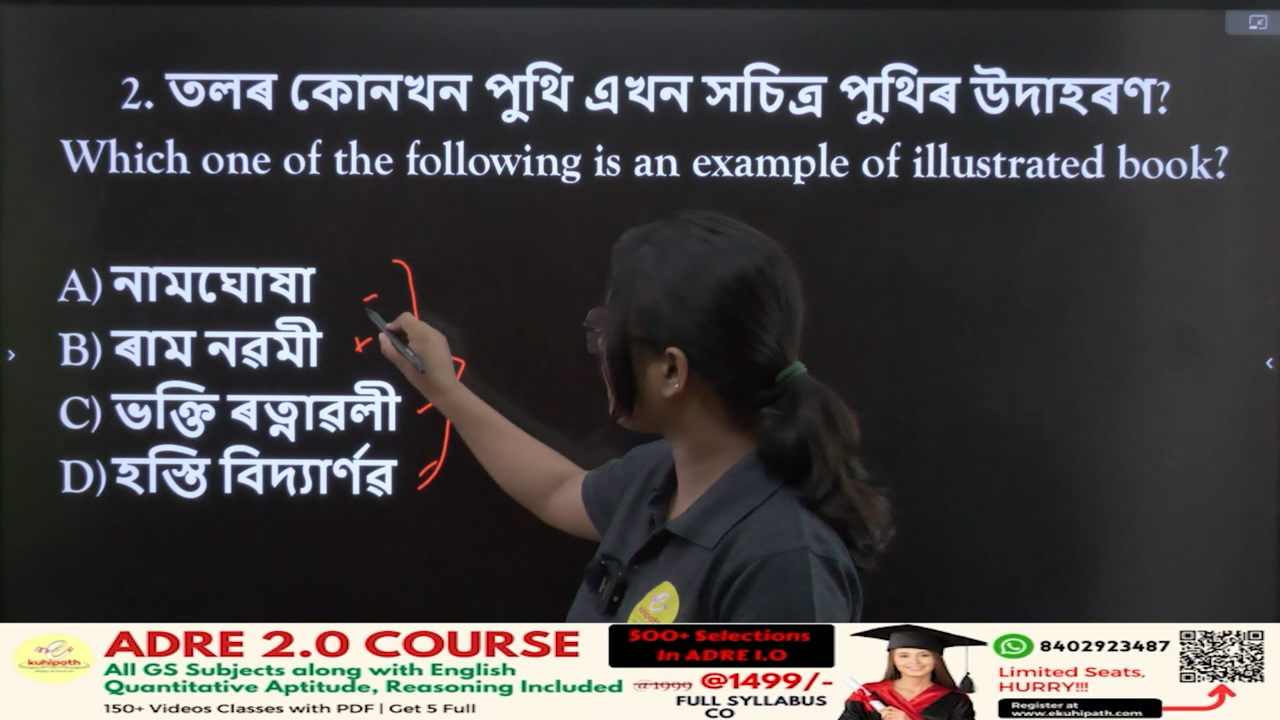 2. তলৰ কোনখন পুথি এখন সচিত্ৰ পুথিৰ উদাহৰণ?
Which one of the following is an example of illustrated book?
A) নামঘোষা
B) ৰাম নৱমী
C) ভক্তি ৰত্নাৱলী
D) হস্তি বিদ্যাৰ্ণৱ
kuhipath
ADRE 2.0 COURSE
All GS Subjects along with English
Quantitative Aptitude, Reasoning Included
150+ Videos Classes with PDF | Get 5 Full
500+ Selections
In ADRE 1.0
@1999 @1499/-
FULL SYLLABUS
CO
8402923487
Limited Seats,
HURRY!!!
Register at
www.ekuhipath.com